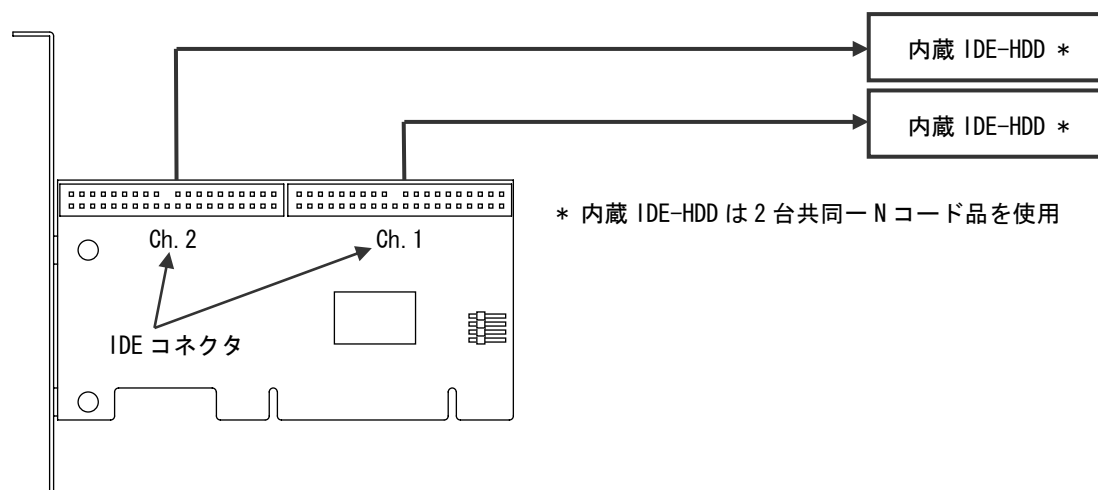 内蔵 IDE-HDD *
内蔵 IDE-HDD *
* 内蔵 IDE-HDD は 2 台共同一 N コード品を使用
Ch. 2
Ch. 1
IDE コネクタ